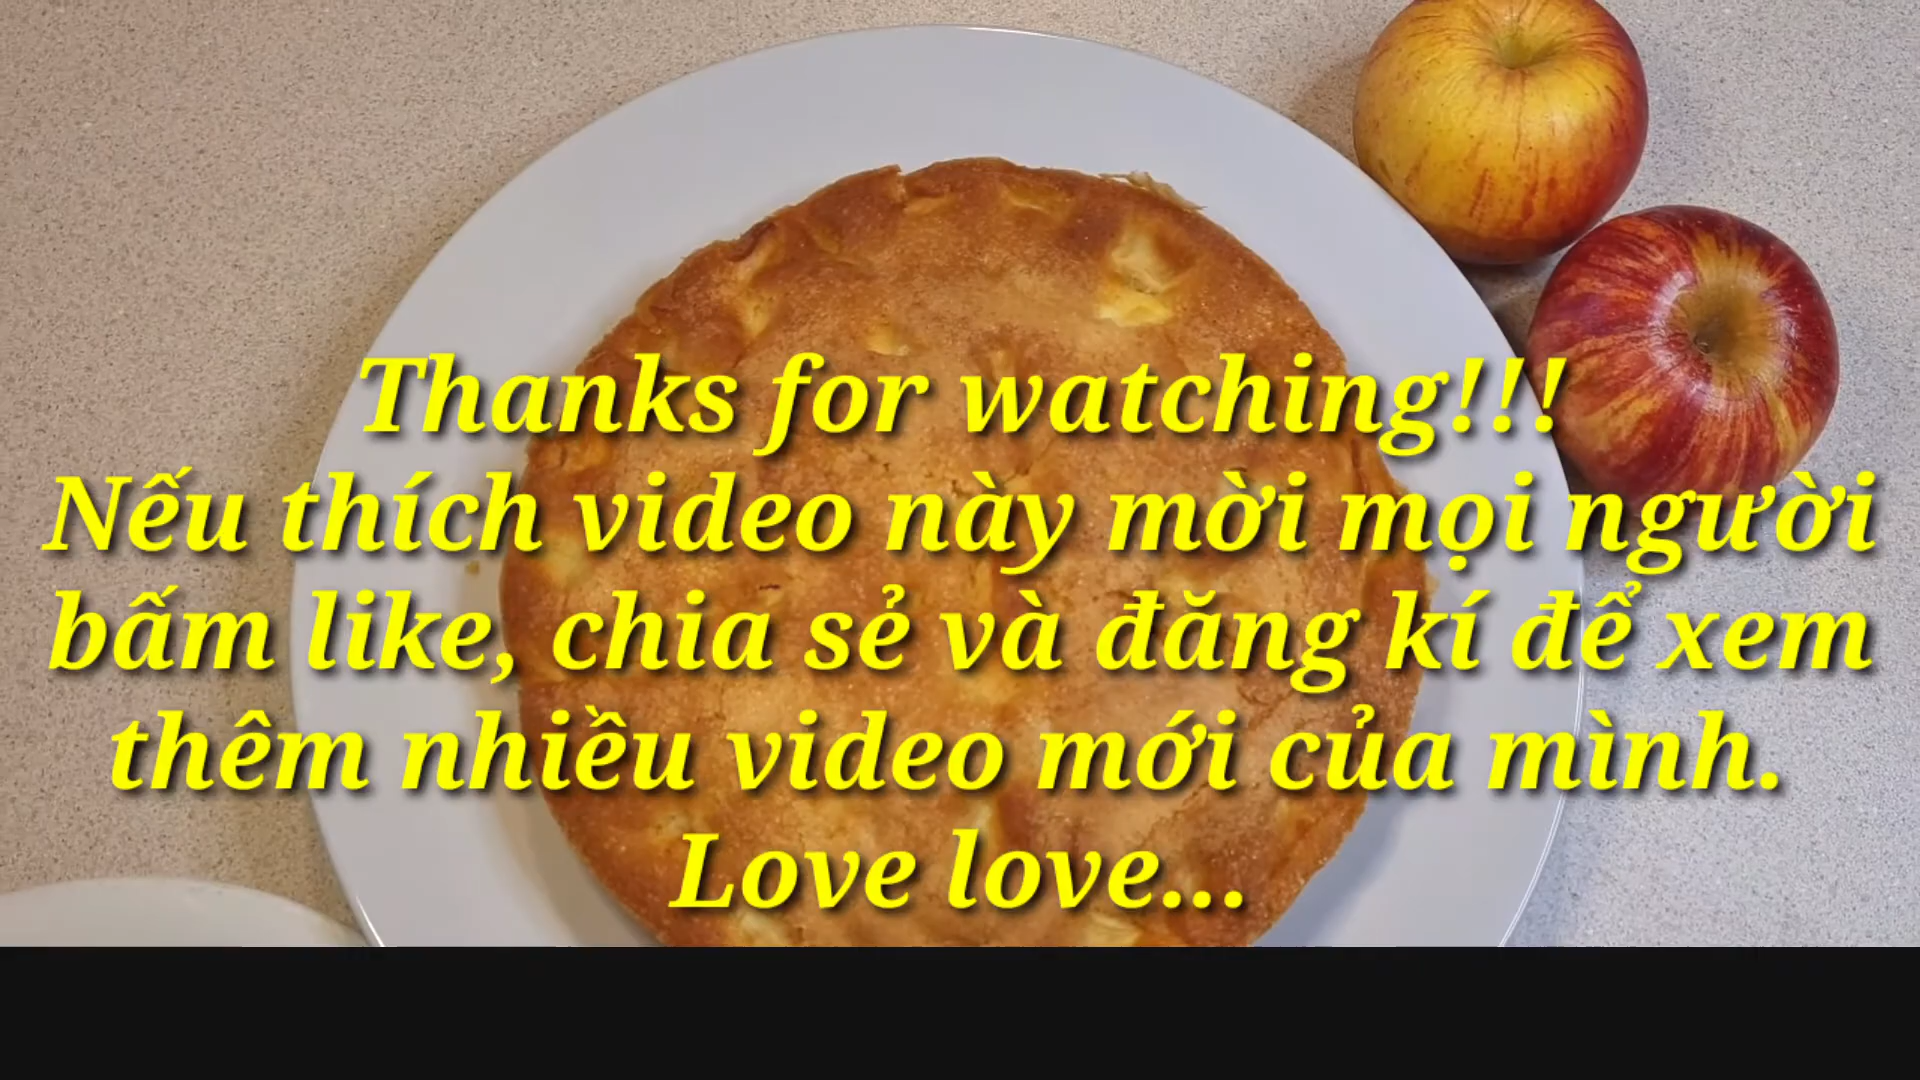 Thanks for watching!!!
Nếu thích video này mời mọi người
bấm like, chia sẻ và đăng kí để xem
thêm nhiều video mới của mình.
Love love...